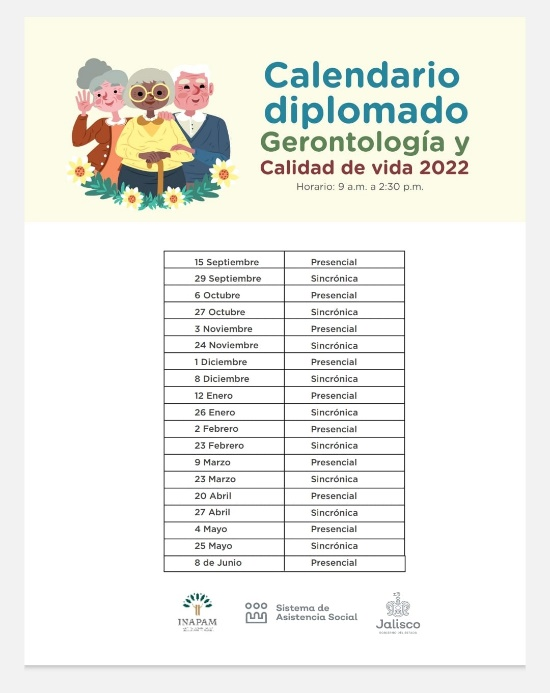 Calendario
diplomado
Gerontología y
Calidad de vida 2022
Horario: 9 a.m. a 2:30 p.m.
15 Septiembre Presencial
29 Septiembre Sincrónica
6 Octubre Presencial
27 Octubre Sincrónica
3 Noviembre Presencial
24 Noviembre Sincrónica
1 Diciembre Presencial
8 Diciembre Sincrónica
12 Enero Presencial
26 Enero Sincrónica
2 Febrero Presencial
23 Febrero Sincrónica
9 Marzo Presencial
23 Marzo Sincrónica
20 Abril Presencial
27 Abril Sincrónica
4 Mayo Presencial
25 Mayo Sincrónica
8 de Junio Presencial
INAPAM
Sistema de
Asistencia Social
Jalisco